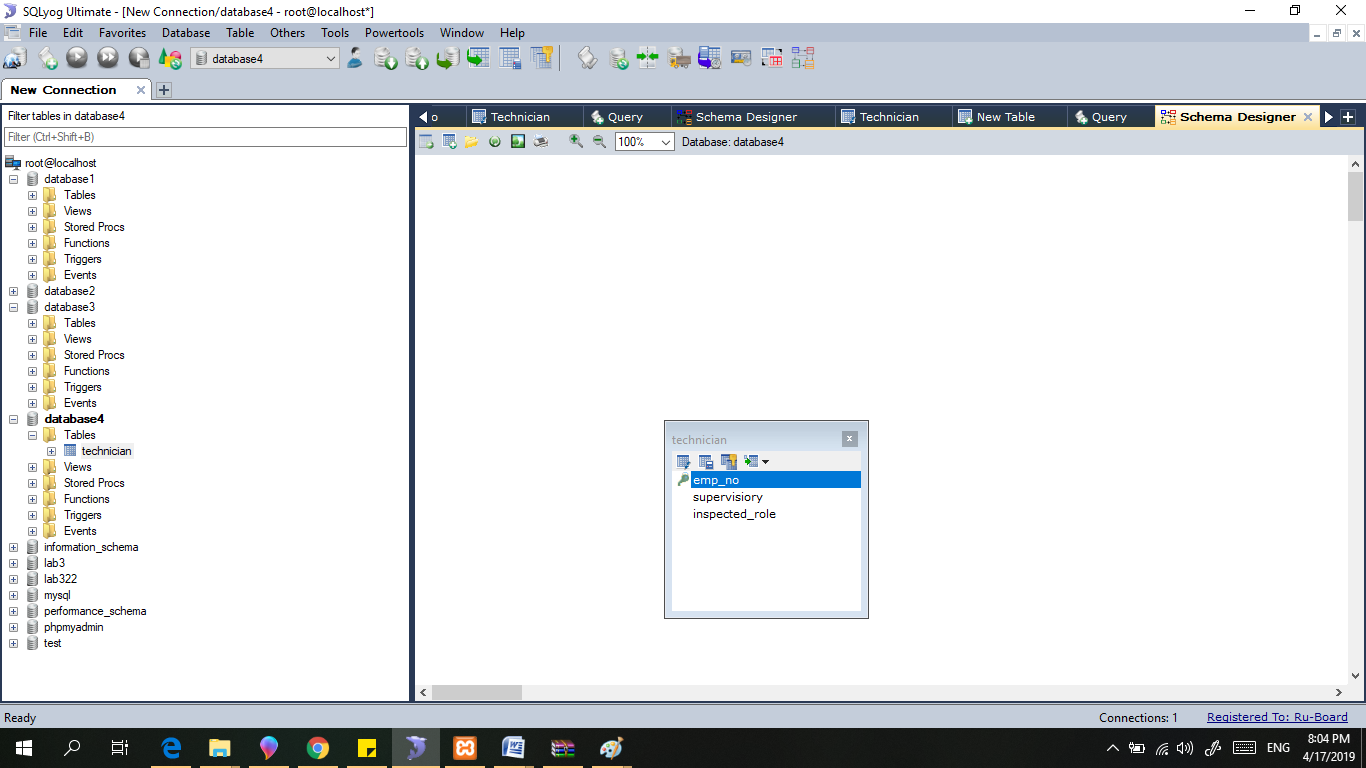 SQLyog Ultimate - [New Connection/database4 - root@localhost*]
File Edit Favorites Database Table Others Tools Powertools Window Help
database4
New Connection
Filter tables in database4
Filter (Ctrl+Shift+B)
root@localhost
database1
Tables
Views
Stored Procs
Functions
Triggers
Events
database2
database3
Tables
Views
Stored Procs
Functions
Triggers
Events
database4
Tables
technician
Views
Stored Procs
Functions
Triggers
Events
information_schema
lab3
lab322
mysql
performance_schema
phpmyadmin
test
o Technician Query Schema Designer Technician New Table Query Schema Designer
100% Database: database4
technician
emp_no
supervisiory
inspected_role
Ready Connections: 1 Registered To: Ru-Board
ENG 8:04 PM
4/17/2019